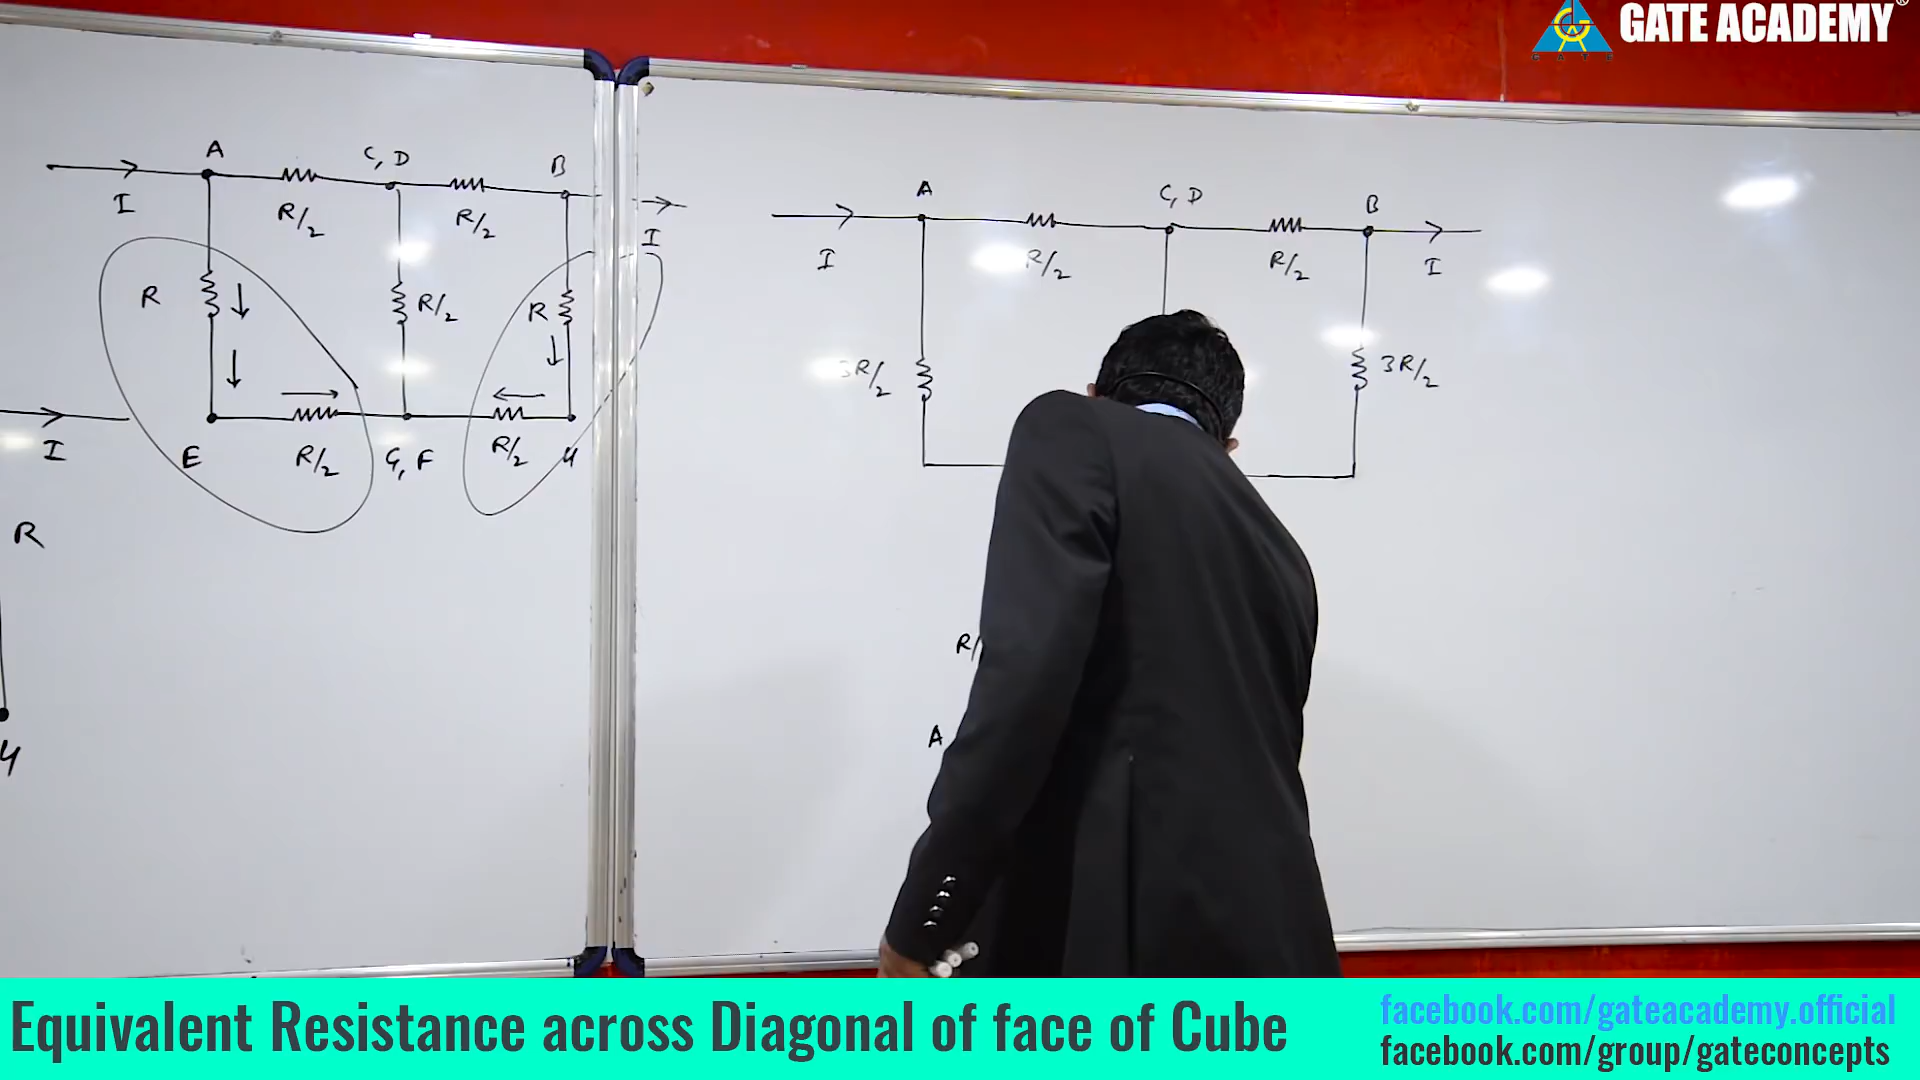 GATE ACADEMY®
GATE
A
C, D
B
I
R/2
R/2
I
R
R/2
R
I
E
R/2
G, F
R/2
H
R
H
A
C, D
B
I
R/2
R/2
I
3R/2
3R/2
R/
A
Equivalent Resistance across Diagonal of face of Cube
facebook.com/gateacademy.official
facebook.com/group/gateconcepts